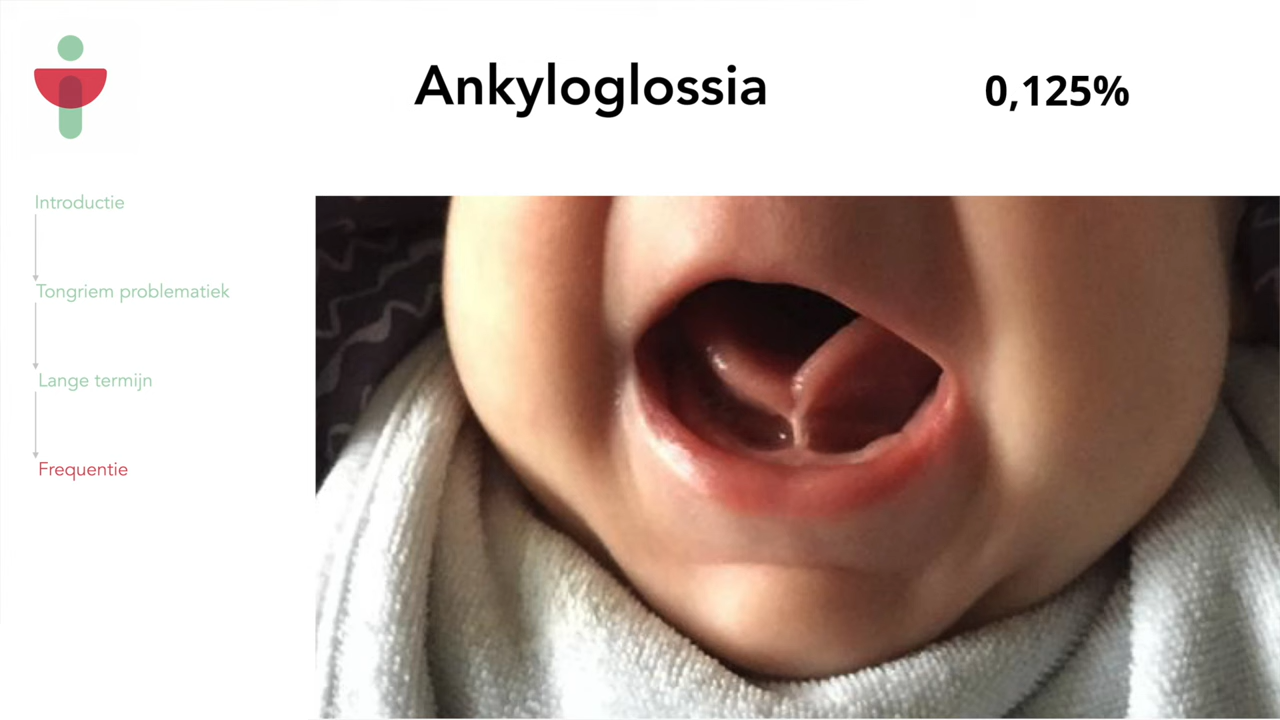 Ankyloglossia
0,125%
Introductie
Tongriem problematiek
Lange termijn
Frequentie